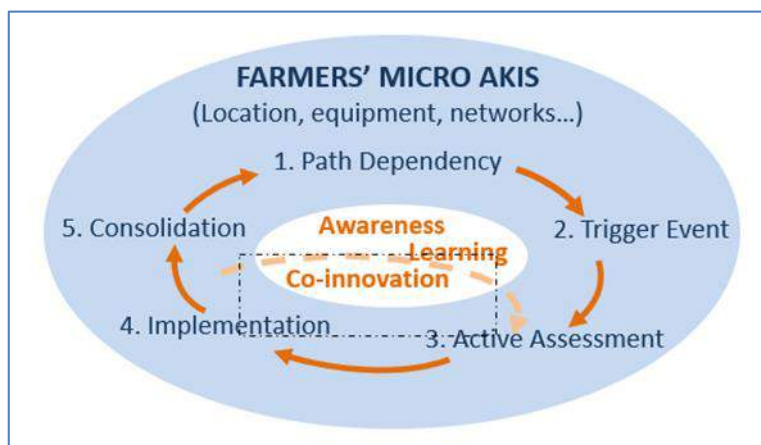 FARMERS' MICRO AKIS
(Location, equipment, networks...)
1. Path Dependency
2. Trigger Event
3. Active Assessment
4. Implementation
5. Consolidation
Awareness
Learning
Co-innovation